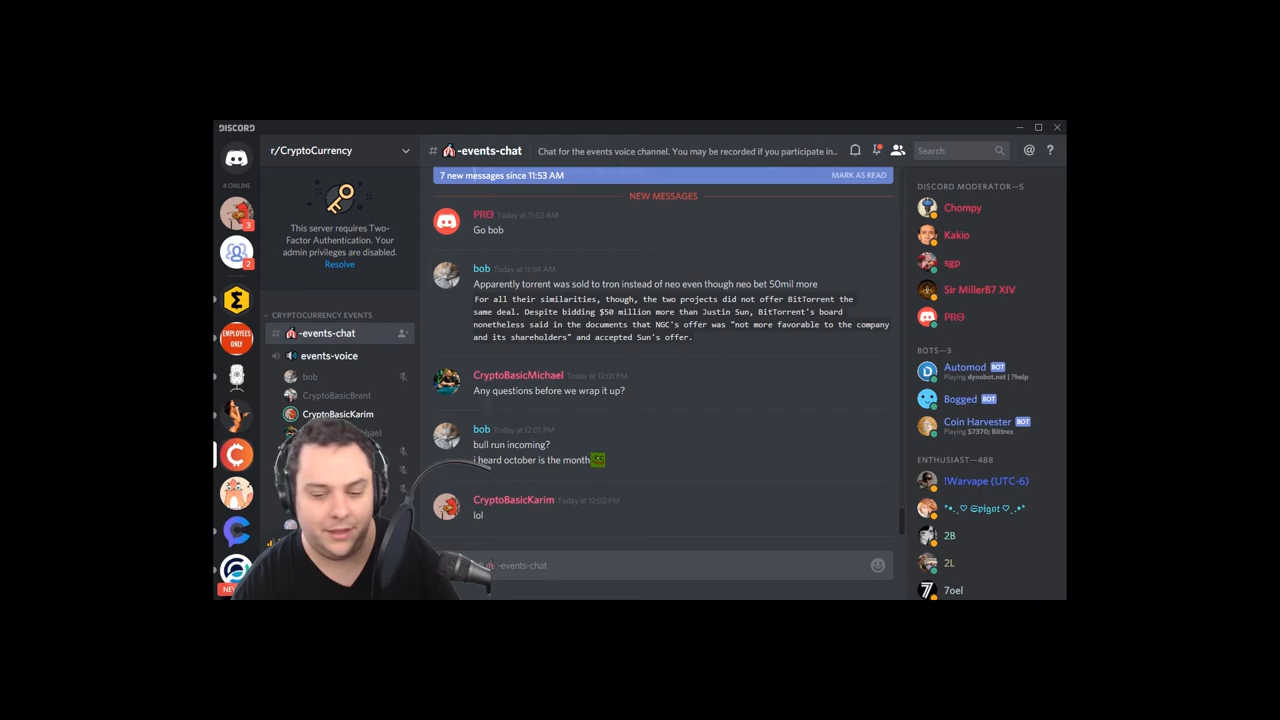 DISCORD
r/CryptoCurrency
-events-chat
Chat for the events voice channel. You may be recorded if you participate in...
Search
4 ONLINE
3
2
EMPLOYEES
ONLY
NEW
This server requires Two-
Factor Authentication. Your
admin privileges are disabled.
Resolve
CRYPTOCURRENCY EVENTS
# -events-chat
events-voice
bob
CryptoBasicBrent
CryptoBasicKarim
7 new messages since 11:53 AM
MARK AS READ
NEW MESSAGES
PRO Today at 11:53 AM
Go bob
bob Today at 11:54 AM
Apparently torrent was sold to tron instead of neo even though neo bet 50mil more
For all their similarities, though, the two projects did not offer BitTorrent the
same deal. Despite bidding $50 million more than Justin Sun, BitTorrent's board
nonetheless said in the documents that NGC's offer was "not more favorable to the company
and its shareholders" and accepted Sun's offer.
CryptoBasicMichael Today at 12:01 PM
Any questions before we wrap it up?
bob Today at 12:01 PM
bull run incoming?
i heard october is the month
CryptoBasicKarim Today at 12:02 PM
lol
-events-chat
DISCORD MODERATOR—5
Chompy
Kakio
sgp
Sir MillerB7 XIV
PRO
BOTS—3
Automod BOT
Playing dynobot.net | ?help
Bogged BOT
Coin Harvester BOT
Playing $7370; Bittrex
ENTHUSIAST—488
!Warvape (UTC-6)
*•.¸♡ 𝕾𝖕𝖎𝖌𝖔𝖙 ♡¸.•*
2B
2L
7oel